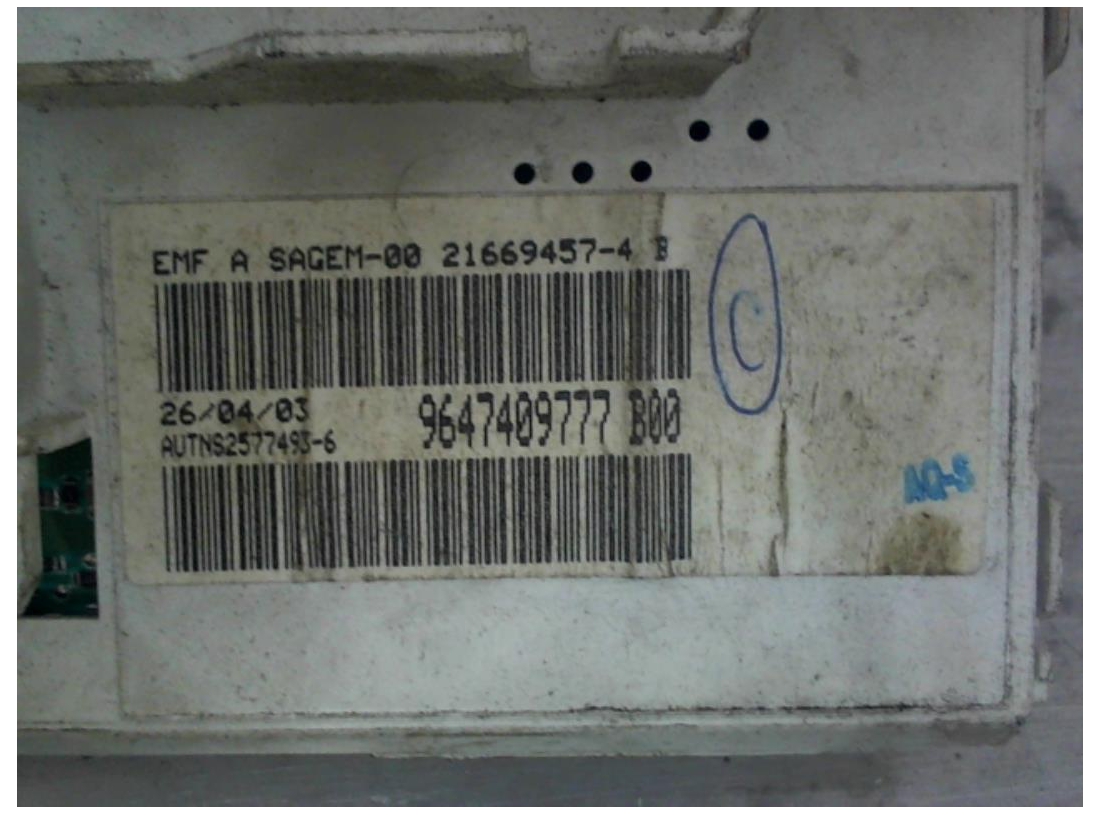 EMF A SAGEM-00 21669457-4 B
C
26/04/03
9647409777 B00
AUTNS2577493-6
AQ-S